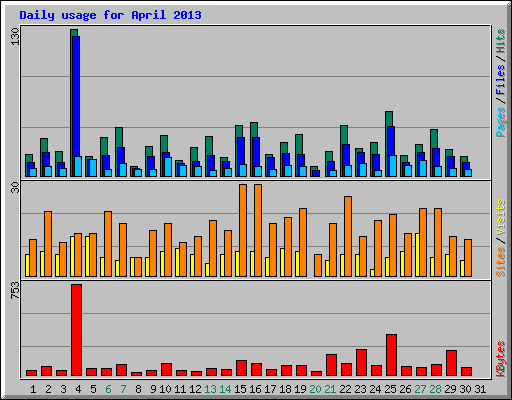 Daily usage for April 2013
130
Pages / Files / Hits
30
Sites / Visits
753
KBytes
1 2 3 4 5 6 7 8 9 10 11 12 13 14 15 16 17 18 19 20 21 22 23 24 25 26 27 28 29 30 31